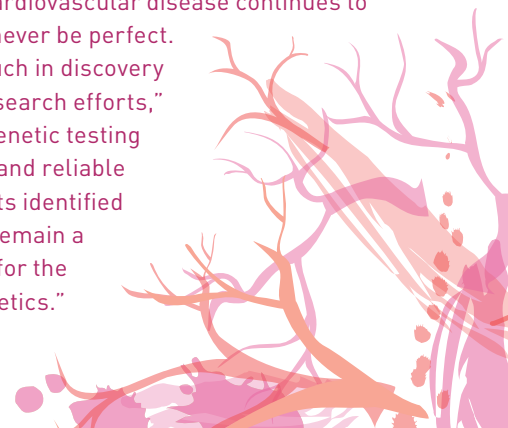 ardiovascular disease continues to
never be perfect.
uch in discovery
search efforts,”
enetic testing
and reliable
ts identified
emain a
for the
etics.”